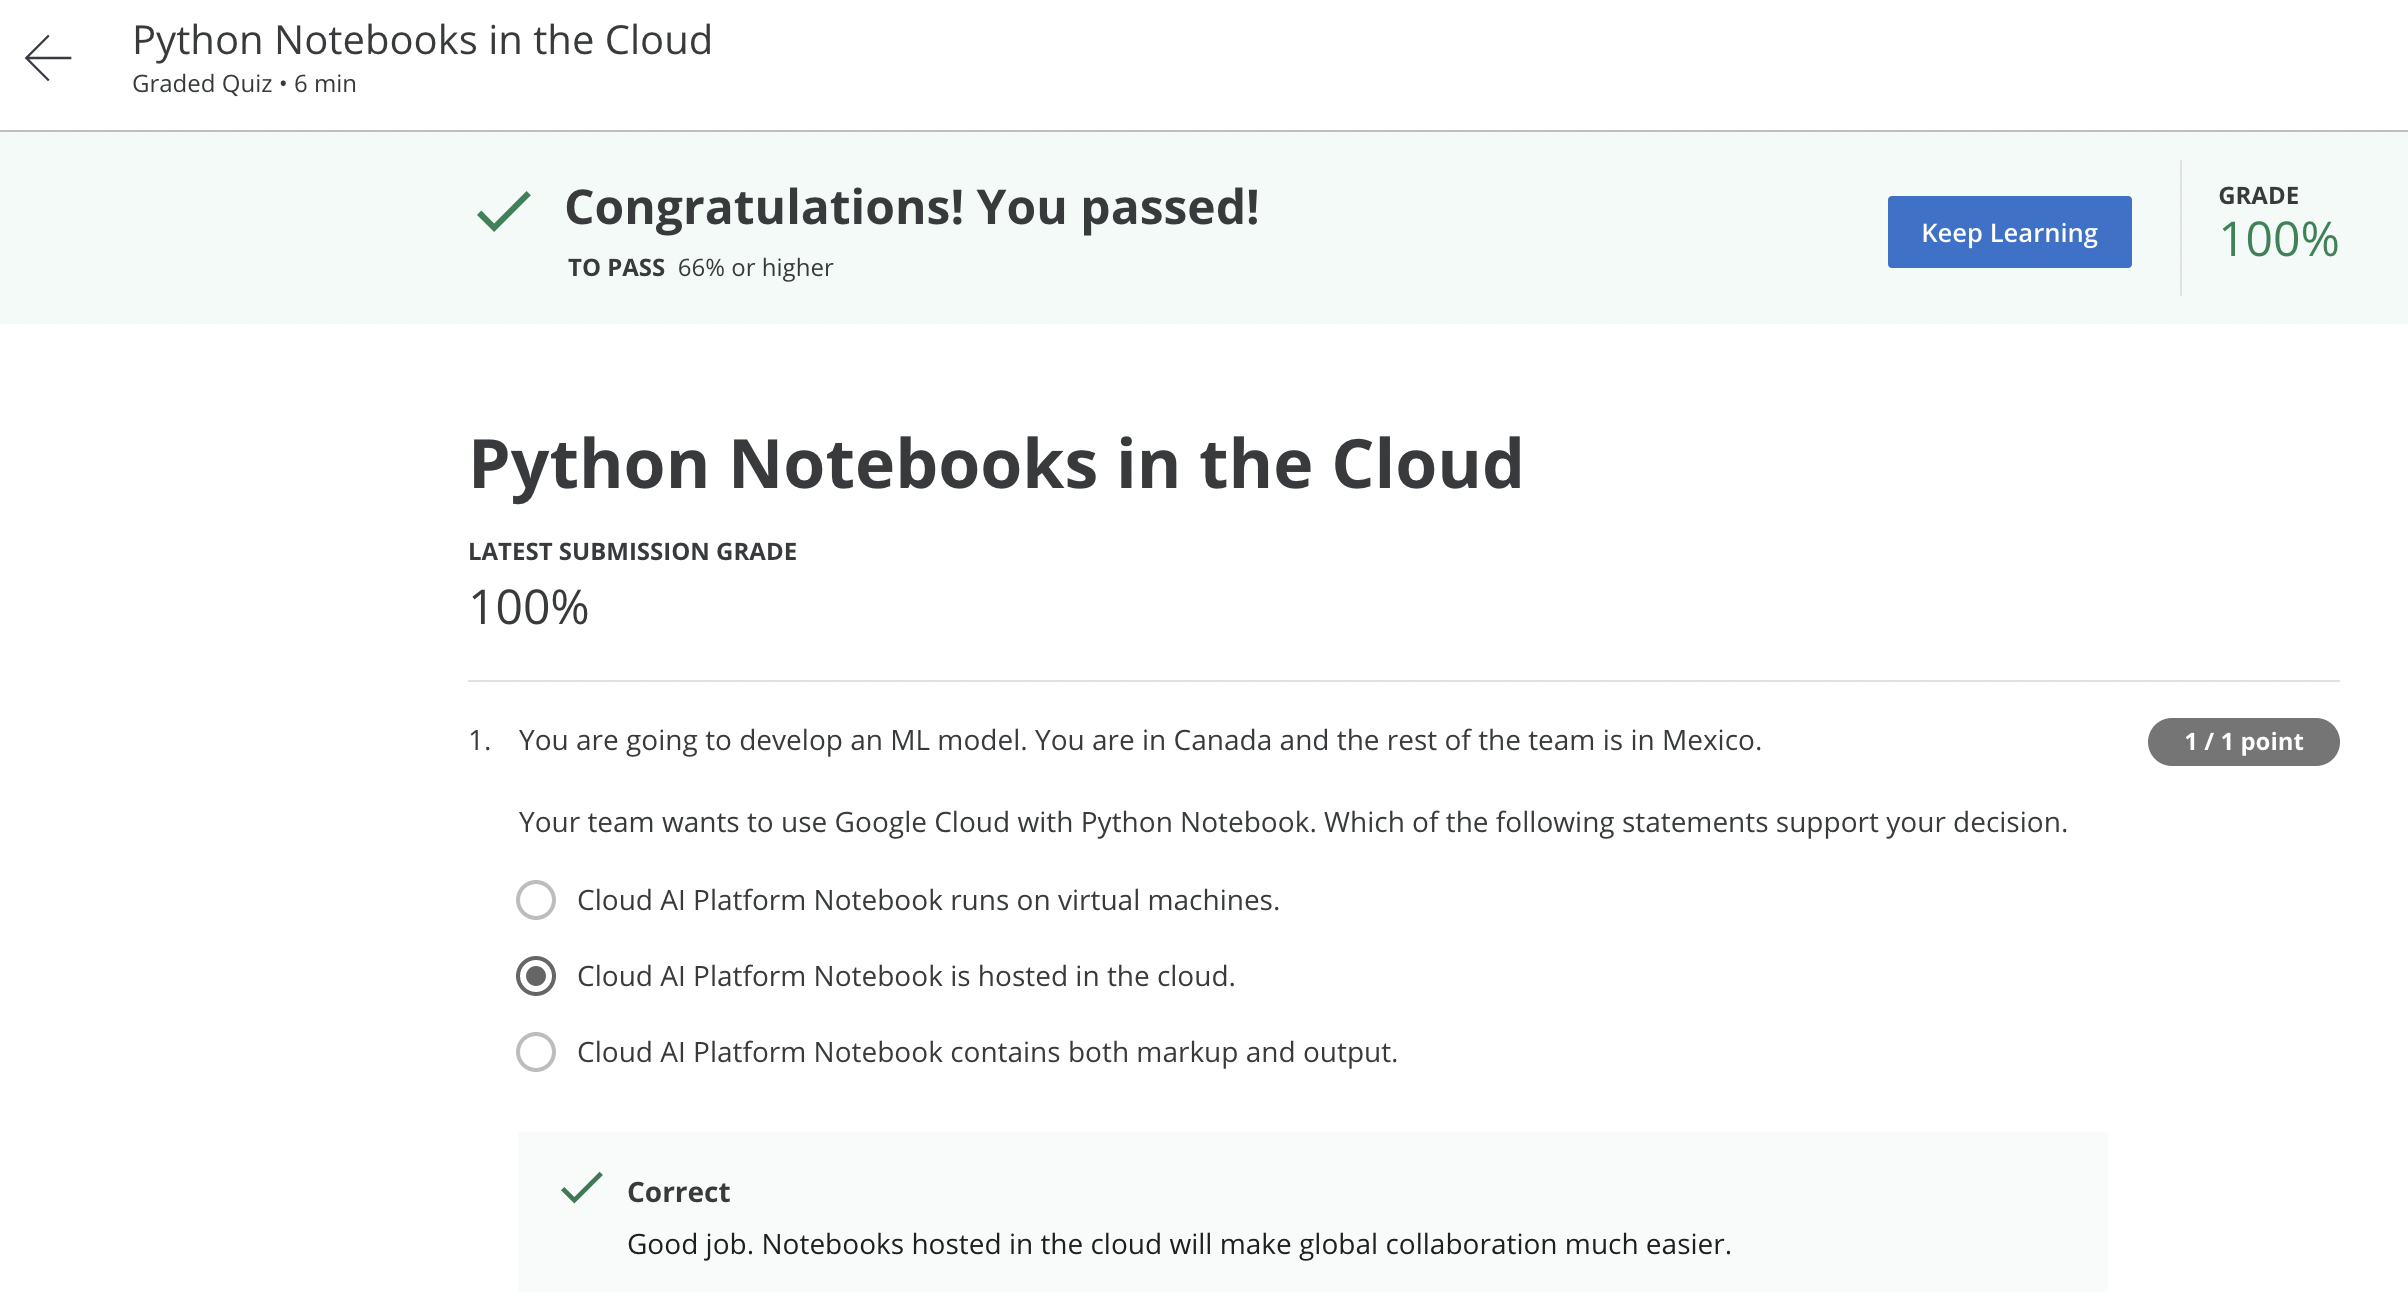 Python Notebooks in the Cloud
Graded Quiz • 6 min
Congratulations! You passed!
TO PASS 66% or higher
Keep Learning
GRADE
100%
Python Notebooks in the Cloud
LATEST SUBMISSION GRADE
100%
1. You are going to develop an ML model. You are in Canada and the rest of the team is in Mexico.
1 / 1 point
Your team wants to use Google Cloud with Python Notebook. Which of the following statements support your decision.
Cloud AI Platform Notebook runs on virtual machines.
Cloud AI Platform Notebook is hosted in the cloud.
Cloud AI Platform Notebook contains both markup and output.
Correct
Good job. Notebooks hosted in the cloud will make global collaboration much easier.